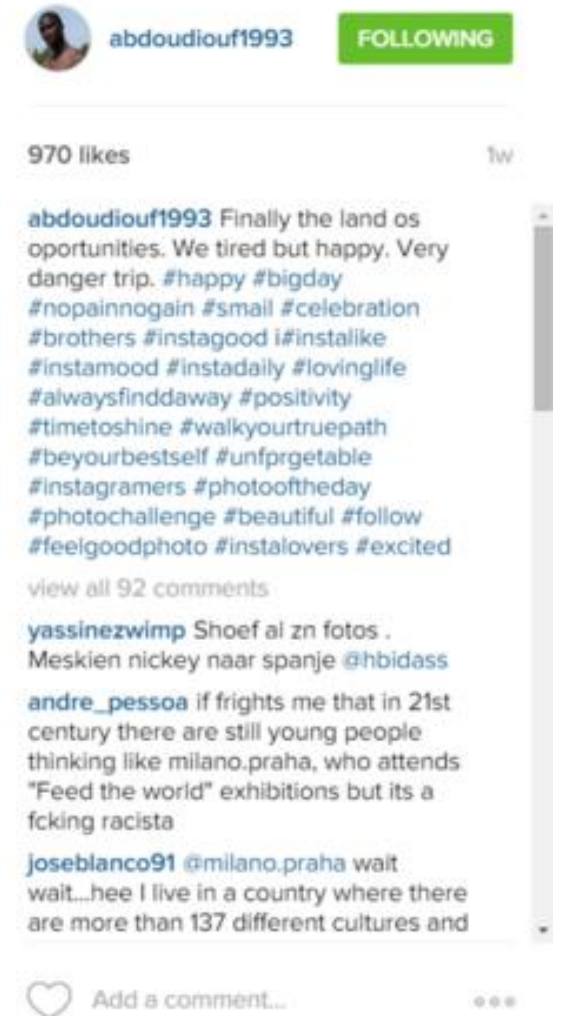 abdoudiouf1993 FOLLOWING
970 likes 1w
abdoudiouf1993 Finally the land os
oportunities. We tired but happy. Very
danger trip. #happy #bigday
#nopainnogain #smail #celebration
#brothers #instagood i#instalike
#instamood #instadaily #lovinglife
#alwaysfinddaway #positivity
#timetoshine #walkyourtruepath
#beyourbestself #unfprgetable
#instagramers #photooftheday
#photochallenge #beautiful #follow
#feelgoodphoto #instalovers #excited
view all 92 comments
yassinezwimp Shoef al zn fotos .
Meskien nickey naar spanje @hbidass
andre_pessoa if frights me that in 21st
century there are still young people
thinking like milano.praha, who attends
"Feed the world" exhibitions but its a
fcking racista
joseblanco91 @milano.praha wait
wait...hee I live in a country where there
are more than 137 different cultures and
Add a comment...